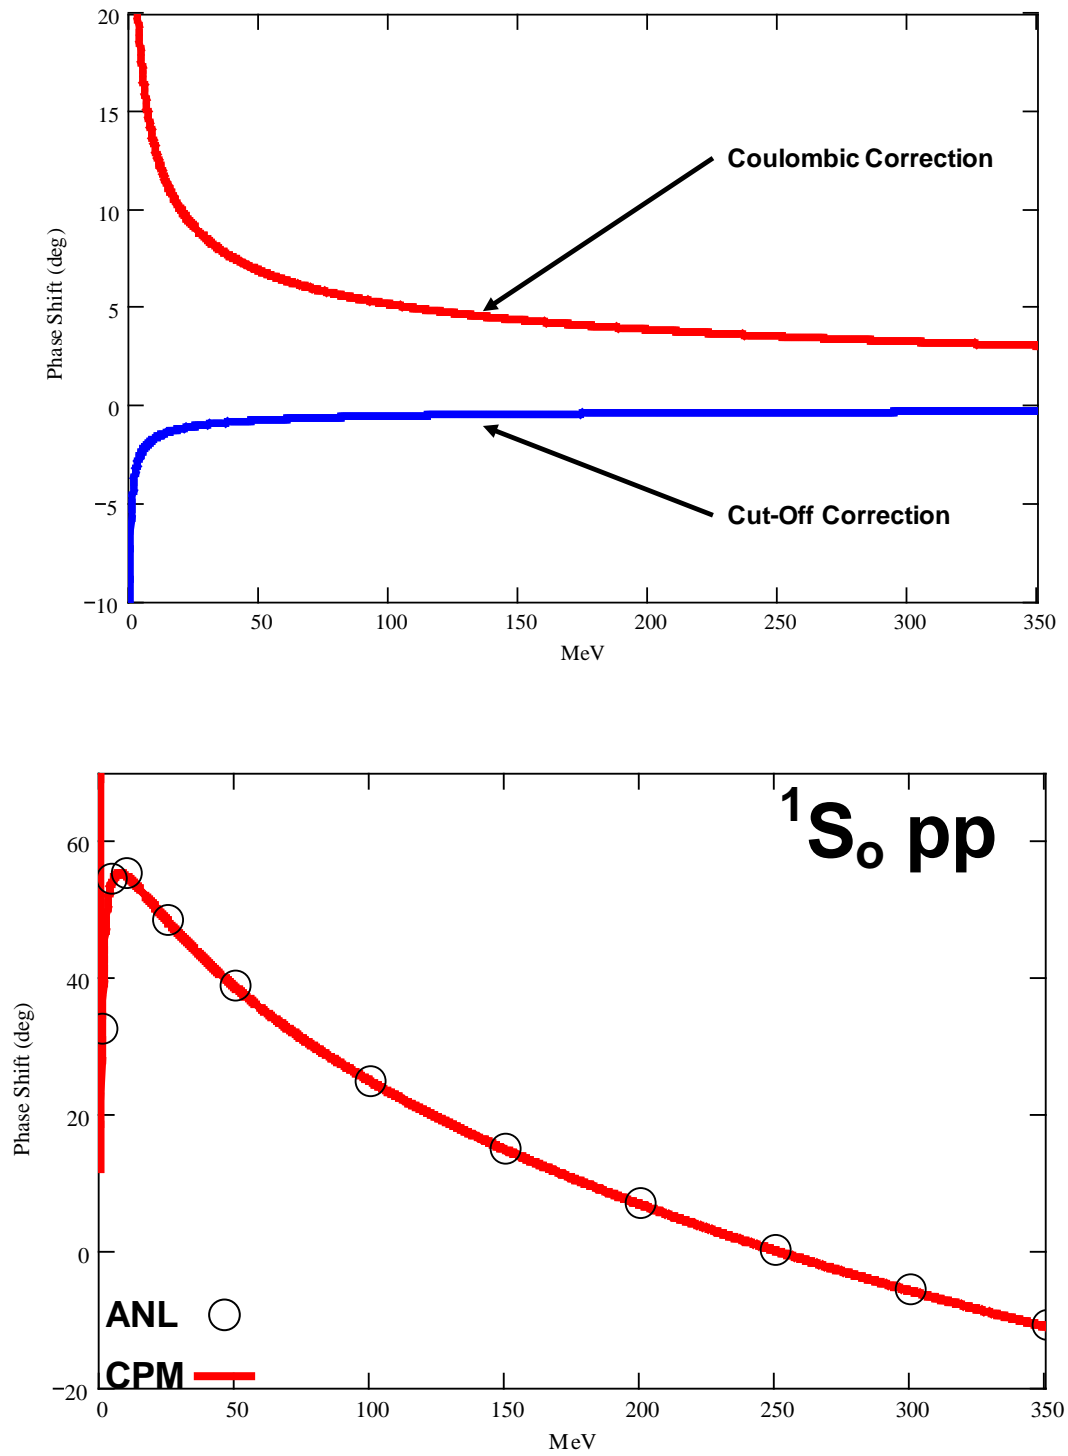 20
15
10
5
0
−5
−10
Phase Shift (deg)
Coulombic Correction
Cut-Off Correction
0 50 100 150 200 250 300 350
MeV
¹Sₒ pp
60
40
20
0
−20
Phase Shift (deg)
ANL
CPM
0 50 100 150 200 250 300 350
MeV